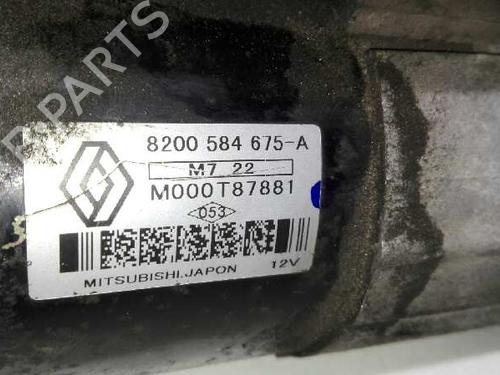 B-PARTS
8200 584 675-A
M7 22
M000T87881
053
MITSUBISHI.JAPON 12V